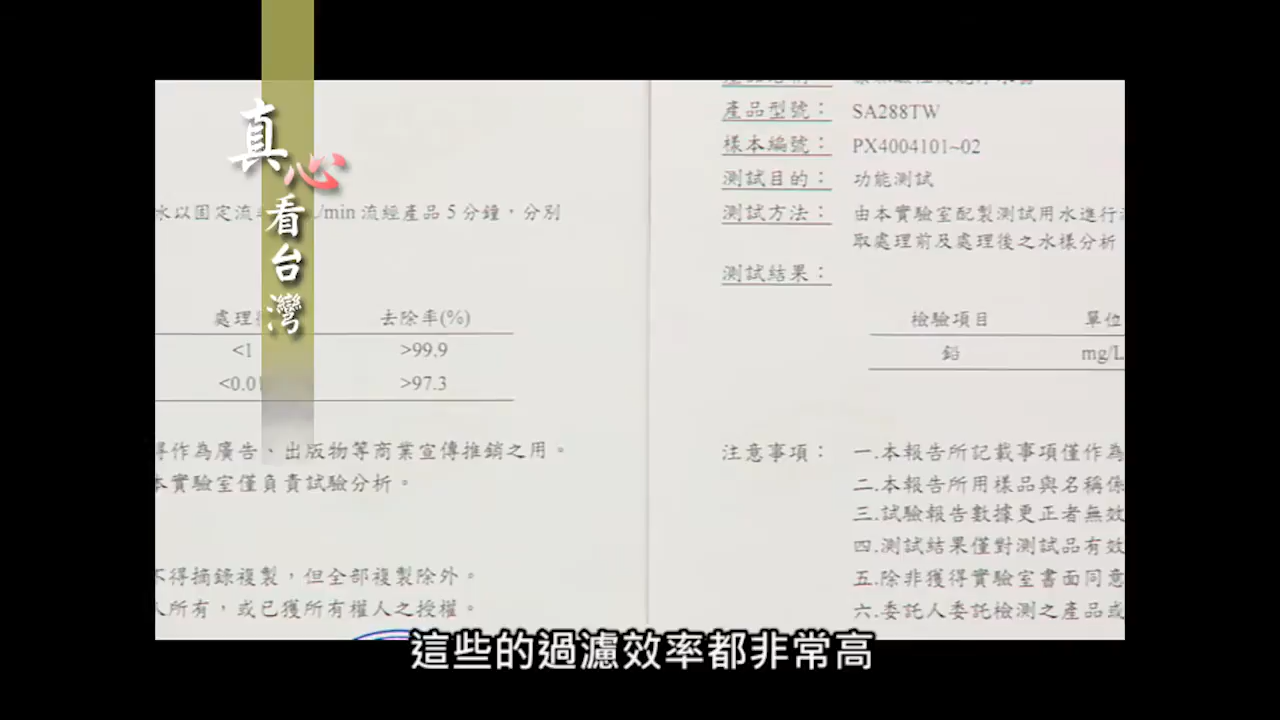 真心看台灣
水以固定流
L/min 流經產品 5 分鐘，分別
處理
去除率(%)
<1
>99.9
<0.01
>97.3
得作為廣告、出版物等商業宣傳推銷之用。
本實驗室僅負責試驗分析。
不得摘錄複製，但全部複製除外。
人所有，或已獲所有權人之授權。
產品型號： SA288TW
樣本編號： PX4004101~02
測試目的： 功能測試
測試方法： 由本實驗室配製測試用水進行
取處理前及處理後之水樣分析
測試結果：
檢驗項目 單位
鉛 mg/L
注意事項： 一.本報告所記載事項僅作為
二.本報告所用樣品與名稱係
三.試驗報告數據更正者無效
四.測試結果僅對測試品有效
五.除非獲得實驗室書面同意
六.委託人委託檢測之產品或
這些的過濾效率都非常高